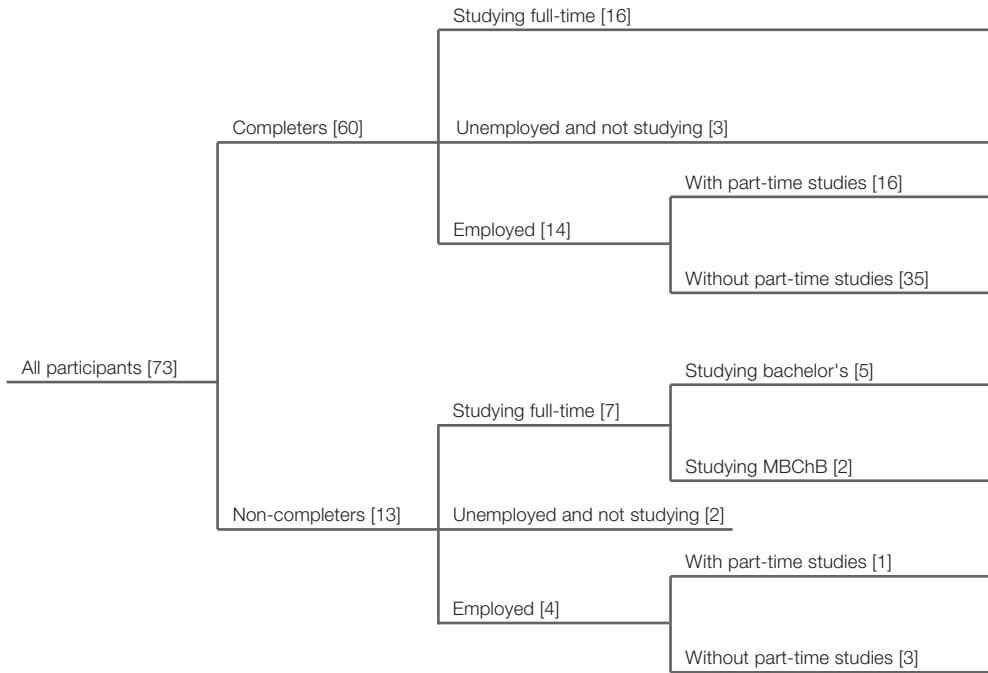 Studying full-time [16]
Completers [60]
Unemployed and not studying [3]
With part-time studies [16]
Employed [14]
Without part-time studies [35]
All participants [73]
Studying bachelor's [5]
Studying full-time [7]
Studying MBChB [2]
Non-completers [13]
Unemployed and not studying [2]
With part-time studies [1]
Employed [4]
Without part-time studies [3]